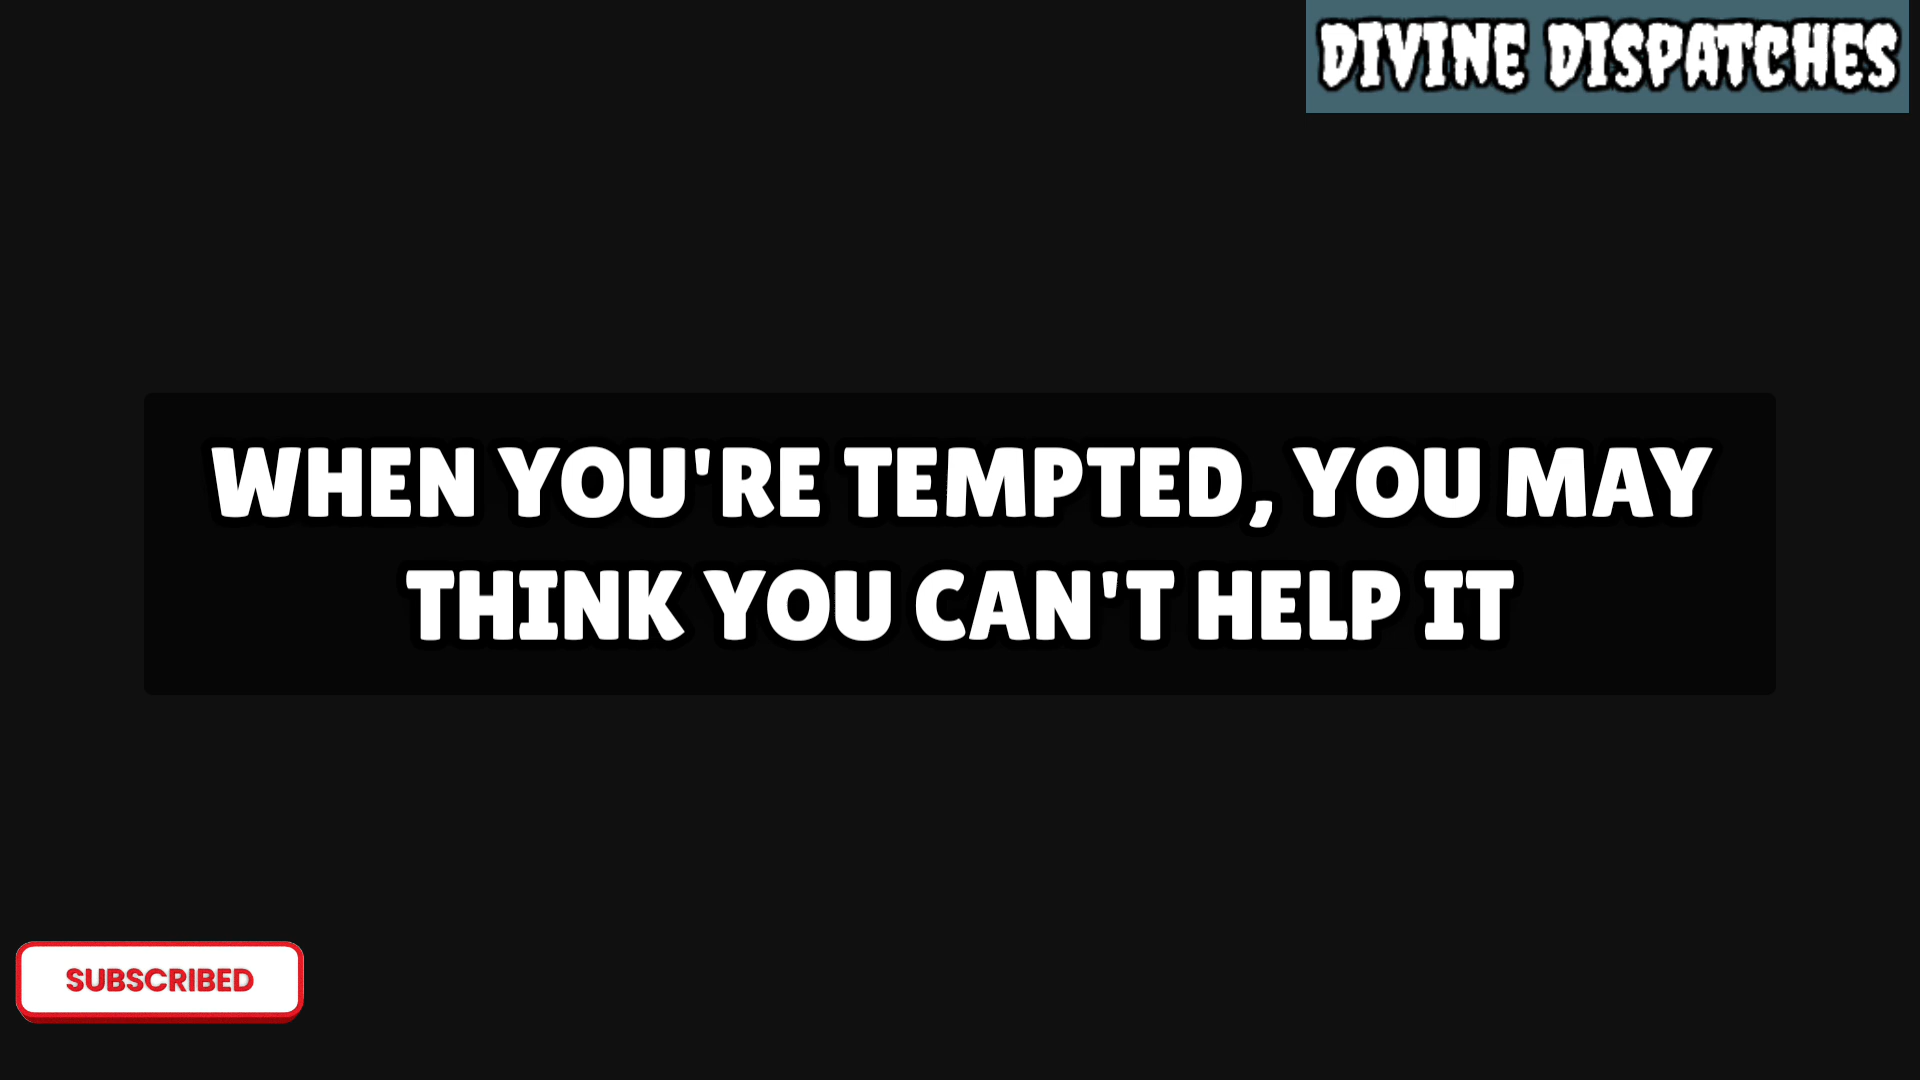 DIVINE DISPATCHES
WHEN YOU'RE TEMPTED, YOU MAY
THINK YOU CAN'T HELP IT
SUBSCRIBED